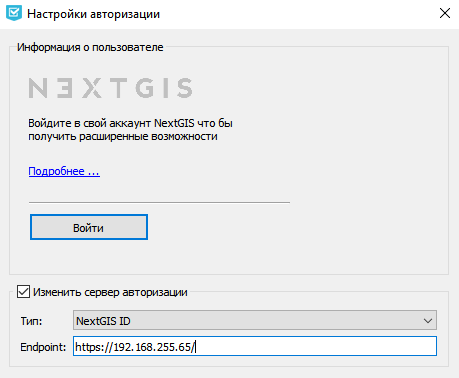 Настройки авторизации
Информация о пользователе
NEXTGIS
Войдите в свой аккаунт NextGIS что бы
получить расширенные возможности
Подробнее ...
Войти
Изменить сервер авторизации
Тип: NextGIS ID
Endpoint: https://192.168.255.65/